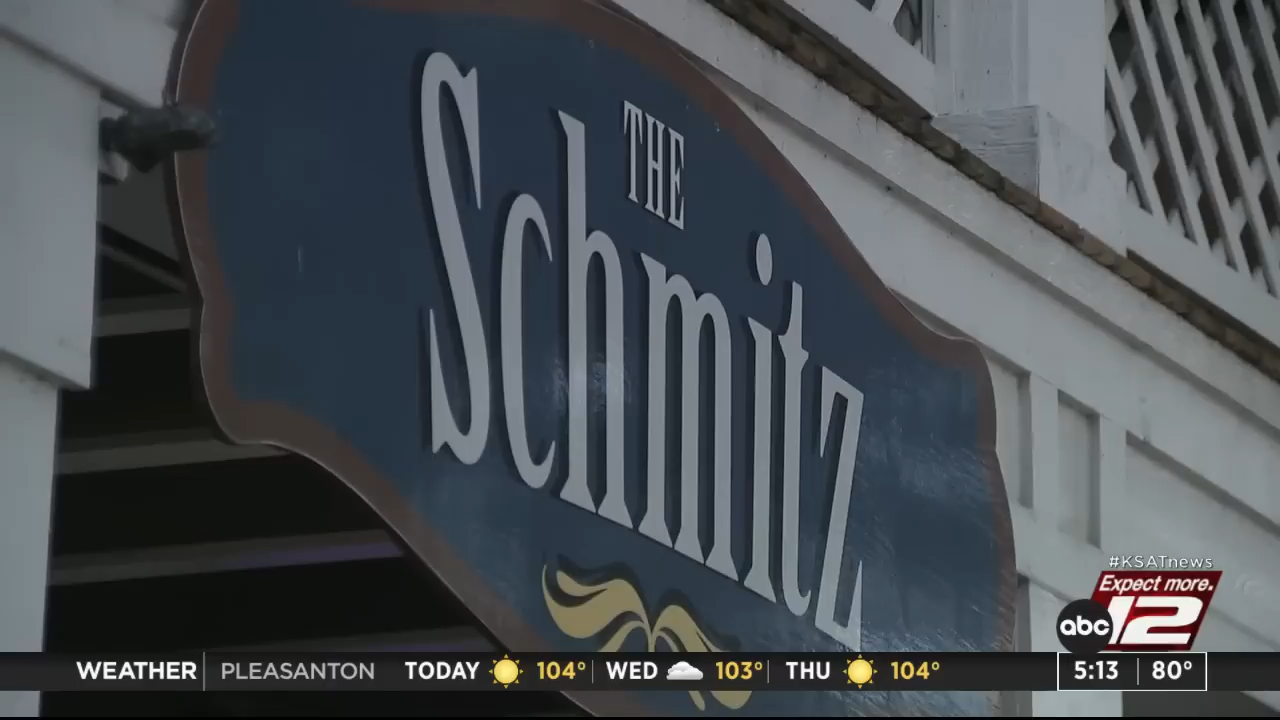 THE
Schmitz
#KSATnews
Expect more.
abc 12
WEATHER PLEASANTON TODAY 104° WED 103° THU 104° 5:13 80°